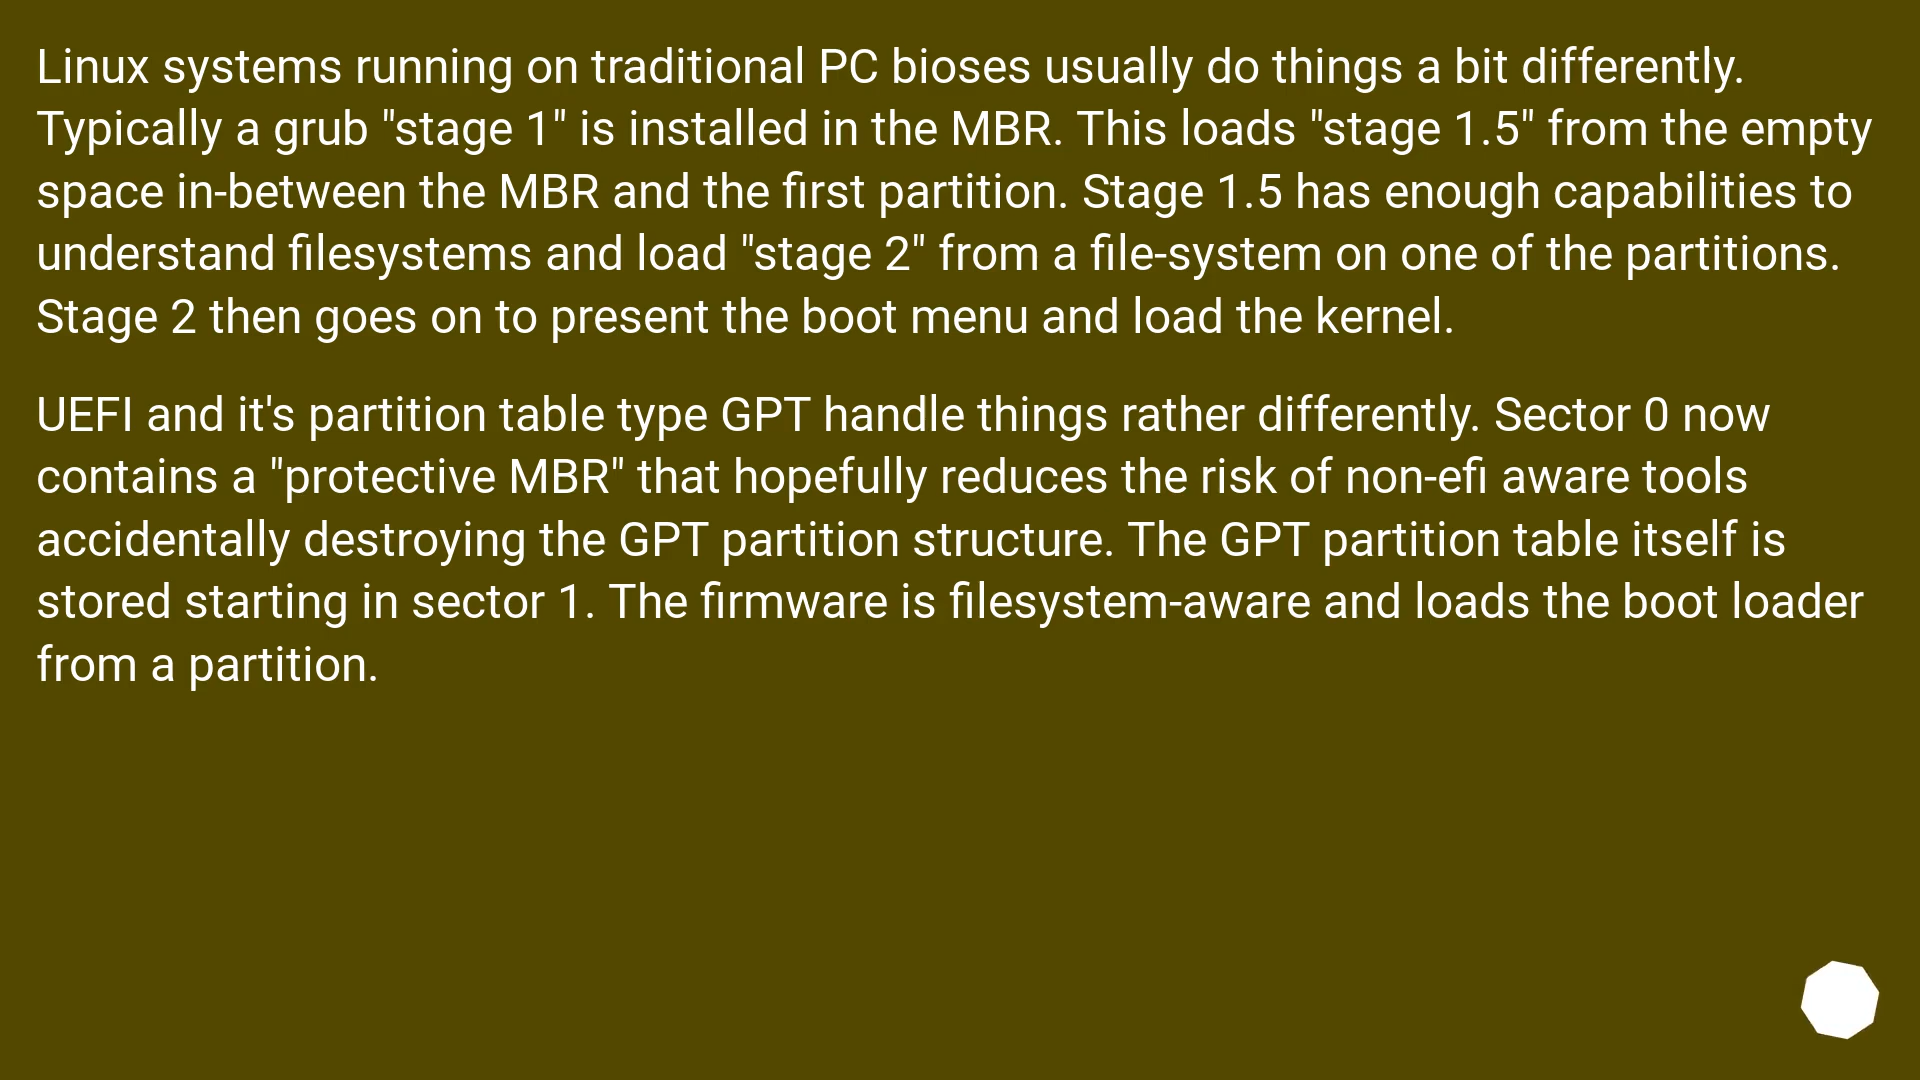 Linux systems running on traditional PC bioses usually do things a bit differently.
Typically a grub "stage 1" is installed in the MBR. This loads "stage 1.5" from the empty
space in-between the MBR and the first partition. Stage 1.5 has enough capabilities to
understand filesystems and load "stage 2" from a file-system on one of the partitions.
Stage 2 then goes on to present the boot menu and load the kernel.
UEFI and it's partition table type GPT handle things rather differently. Sector 0 now
contains a "protective MBR" that hopefully reduces the risk of non-efi aware tools
accidentally destroying the GPT partition structure. The GPT partition table itself is
stored starting in sector 1. The firmware is filesystem-aware and loads the boot loader
from a partition.